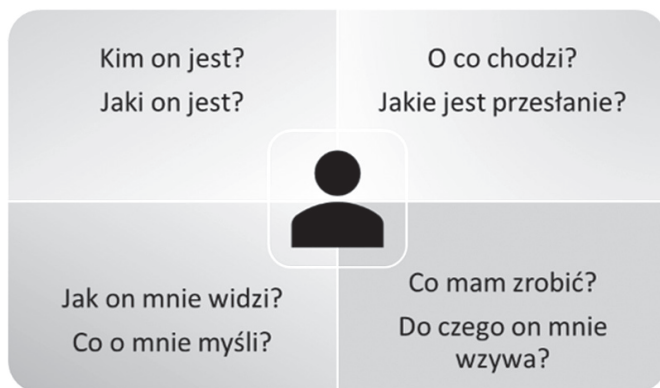 Kim on jest?
Jaki on jest?
O co chodzi?
Jakie jest przesłanie?
Jak on mnie widzi?
Co o mnie myśli?
Co mam zrobić?
Do czego on mnie
wzywa?